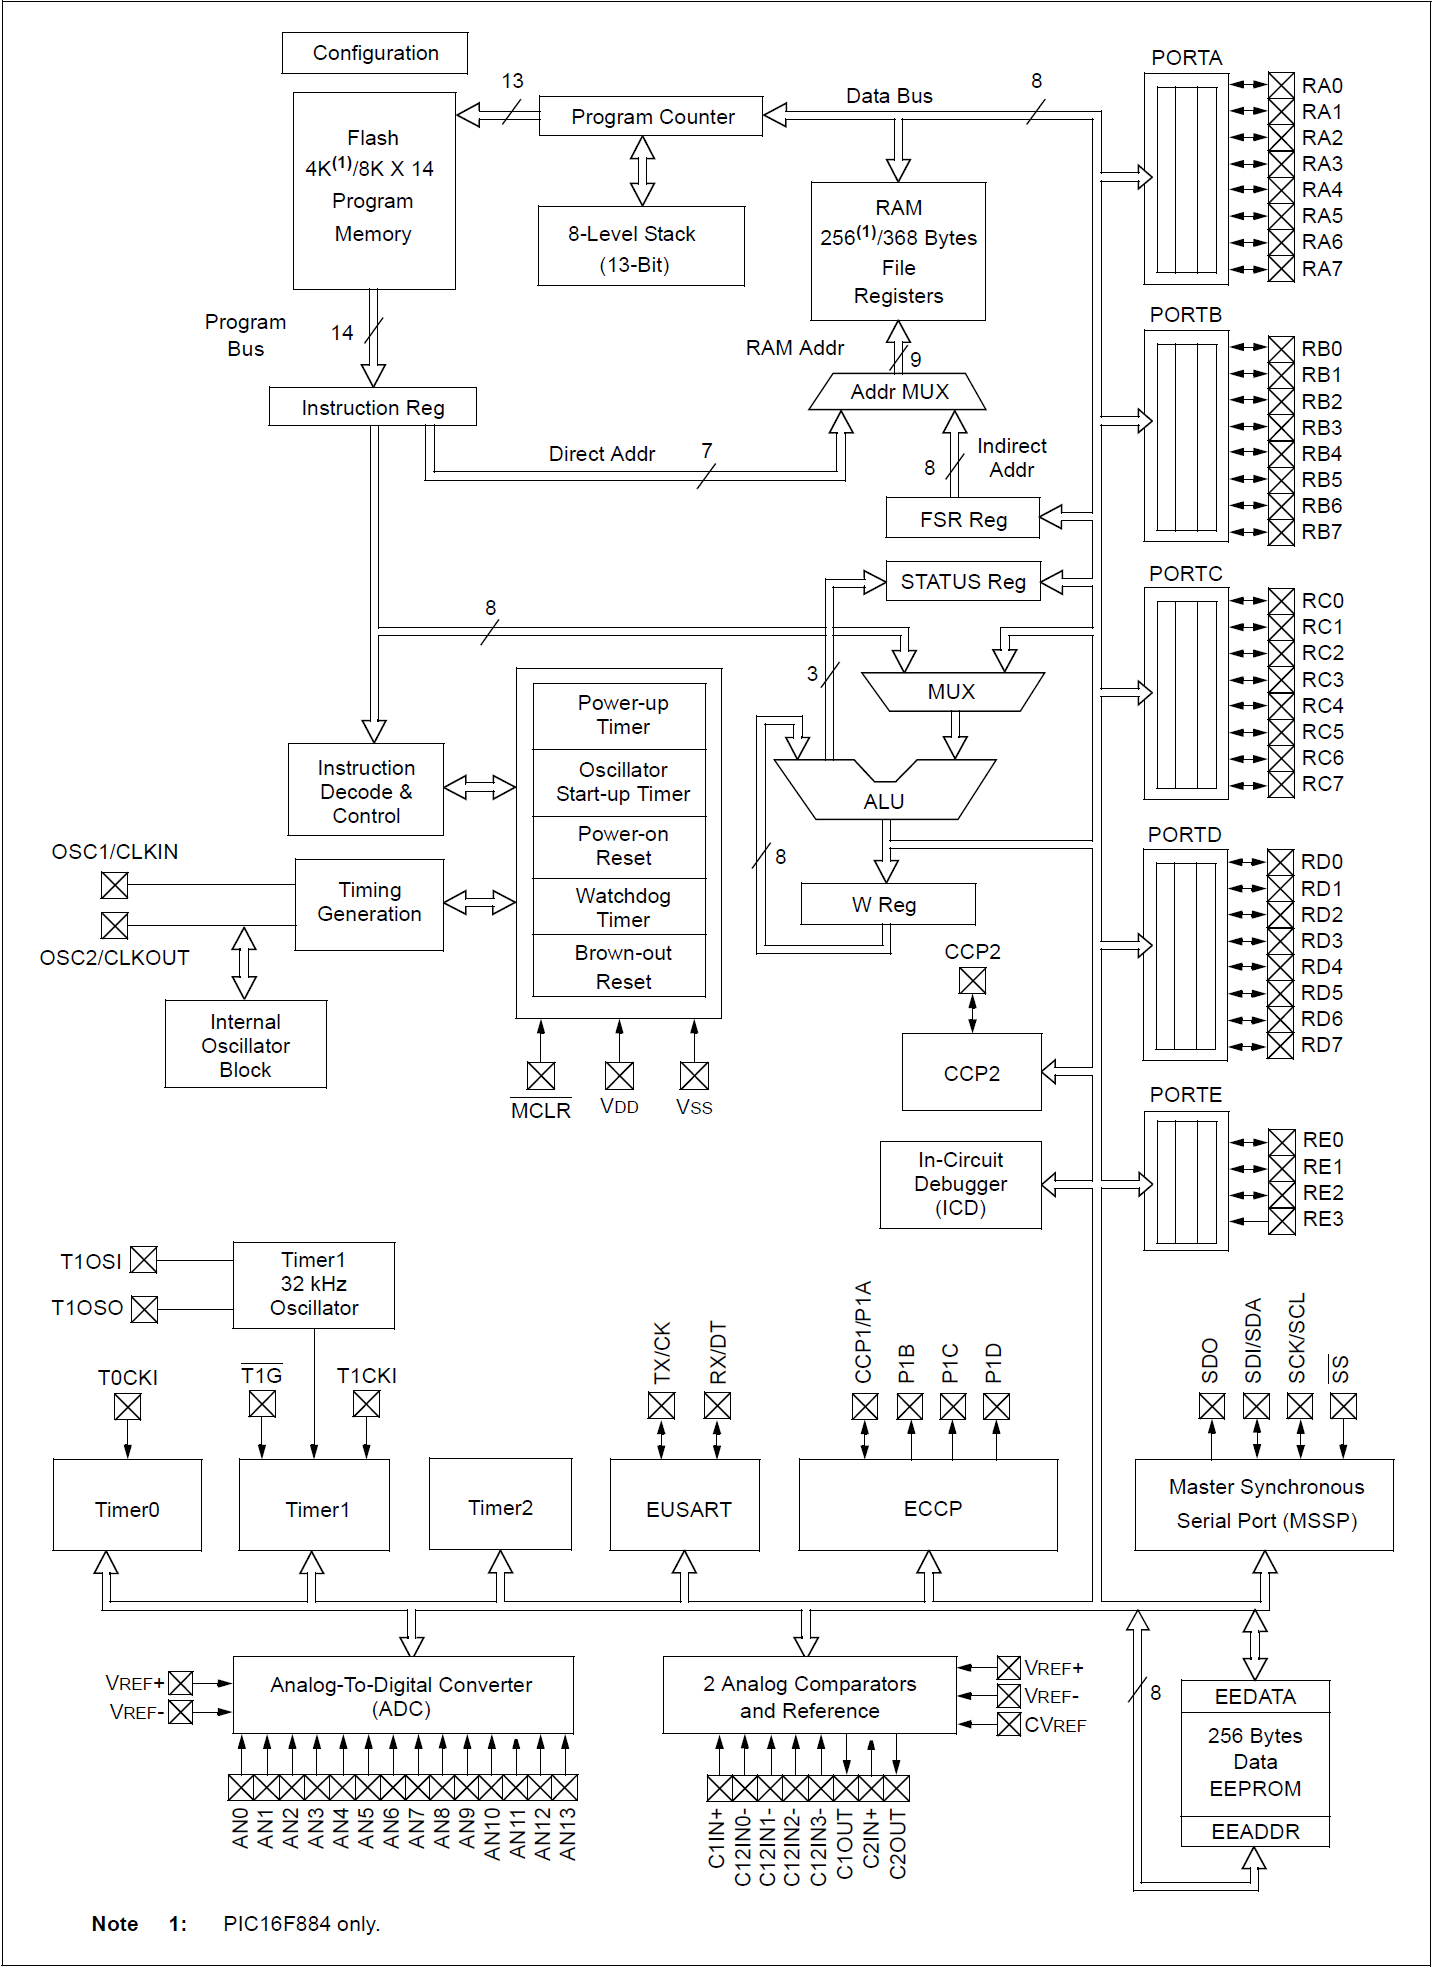 Configuration
Flash
4K(1)/8K X 14
Program
Memory
13
Program Counter
8-Level Stack
(13-Bit)
Data Bus
8
RAM
256(1)/368 Bytes
File
Registers
Program
Bus
14
RAM Addr
9
Addr MUX
Instruction Reg
Direct Addr
7
8
Indirect
Addr
FSR Reg
STATUS Reg
8
3
MUX
ALU
8
W Reg
Power-up
Timer
Oscillator
Start-up Timer
Power-on
Reset
Watchdog
Timer
Brown-out
Reset
Instruction
Decode &
Control
OSC1/CLKIN
OSC2/CLKOUT
Timing
Generation
Internal
Oscillator
Block
MCLR
VDD
VSS
CCP2
CCP2
In-Circuit
Debugger
(ICD)
PORTA
RA0
RA1
RA2
RA3
RA4
RA5
RA6
RA7
PORTB
RB0
RB1
RB2
RB3
RB4
RB5
RB6
RB7
PORTC
RC0
RC1
RC2
RC3
RC4
RC5
RC6
RC7
PORTD
RD0
RD1
RD2
RD3
RD4
RD5
RD6
RD7
PORTE
RE0
RE1
RE2
RE3
T1OSI
T1OSO
Timer1
32 kHz
Oscillator
T0CKI
T1G
T1CKI
TX/CK
RX/DT
CCP1/P1A
P1B
P1C
P1D
SDO
SDI/SDA
SCK/SCL
SS
Timer0
Timer1
Timer2
EUSART
ECCP
Master Synchronous
Serial Port (MSSP)
VREF+
VREF-
Analog-To-Digital Converter
(ADC)
AN0
AN1
AN2
AN3
AN4
AN5
AN6
AN7
AN8
AN9
AN10
AN11
AN12
AN13
2 Analog Comparators
and Reference
VREF+
VREF-
CVREF
C1IN+
C12IN0-
C12IN1-
C12IN2-
C12IN3-
C1OUT
C2IN+
C2OUT
8
EEDATA
256 Bytes
Data
EEPROM
EEADDR
Note 1: PIC16F884 only.